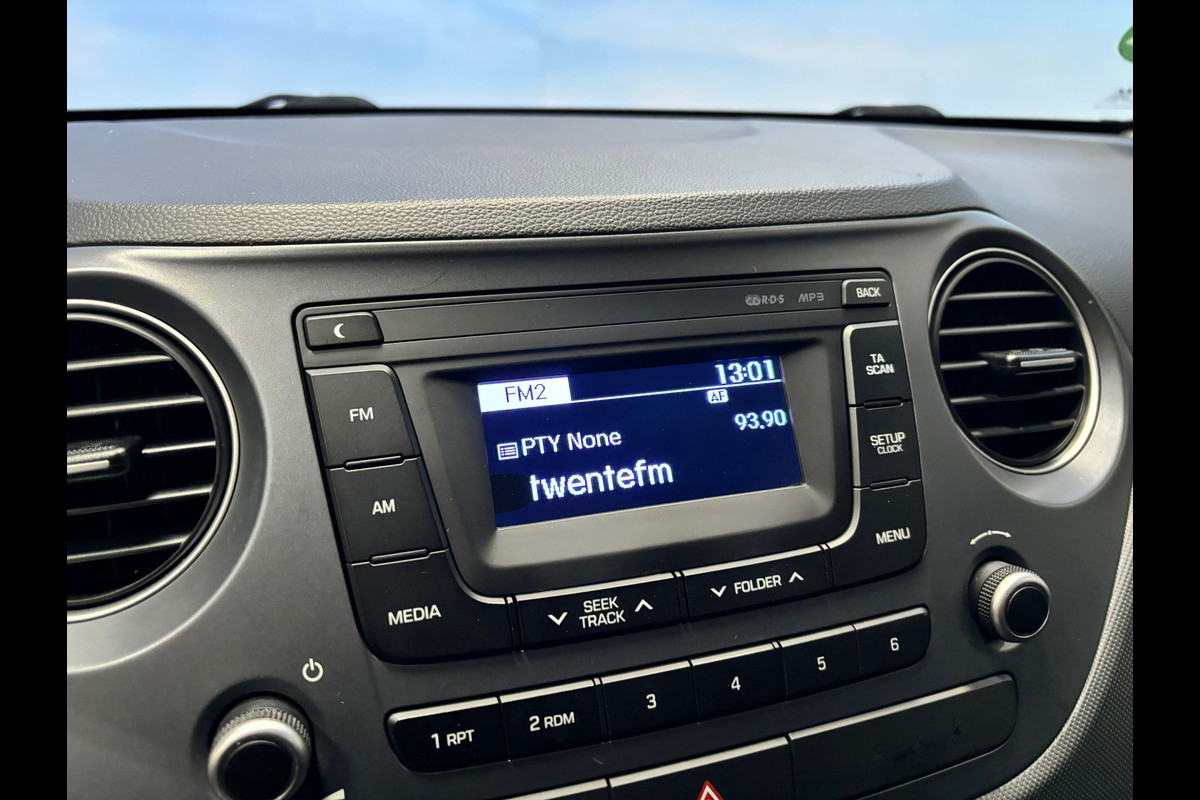 R·D·S MP3 BACK
FM2 13:01
AF
93.90
PTY None
twentefm
FM
AM
MEDIA
TA
SCAN
SETUP
CLOCK
MENU
SEEK
TRACK
FOLDER
1 RPT 2 RDM 3 4 5 6